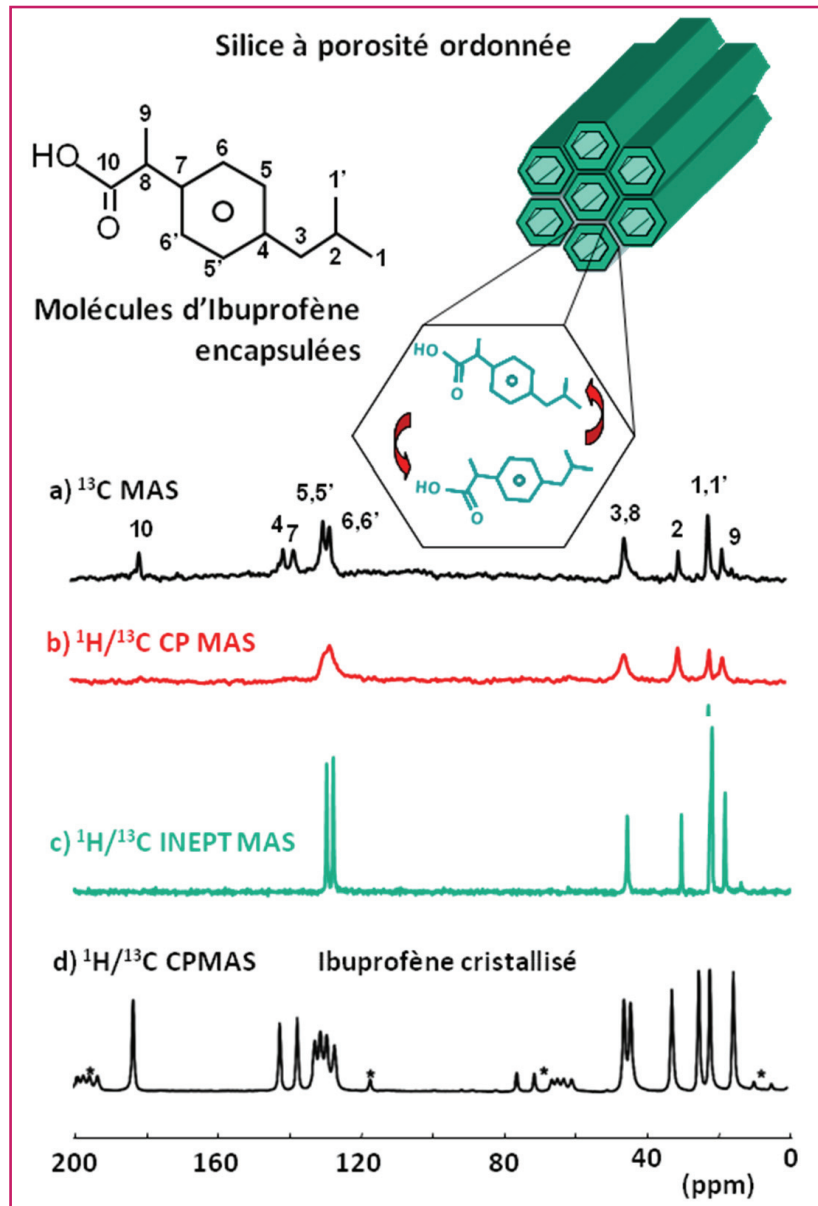 Silice à porosité ordonnée
9
HO
10
8
7
6
5
O
6'
5'
4
3
2
1'
1
Molécules d'Ibuprofène
encapsulées
HO
O
HO
O
a) ¹³C MAS
10
4
7
5,5'
6,6'
3,8
2
1,1'
9
b) ¹H/¹³C CP MAS
c) ¹H/¹³C INEPT MAS
d) ¹H/¹³C CPMAS
Ibuprofène cristallisé
* * * *
200 160 120 80 40 0
(ppm)